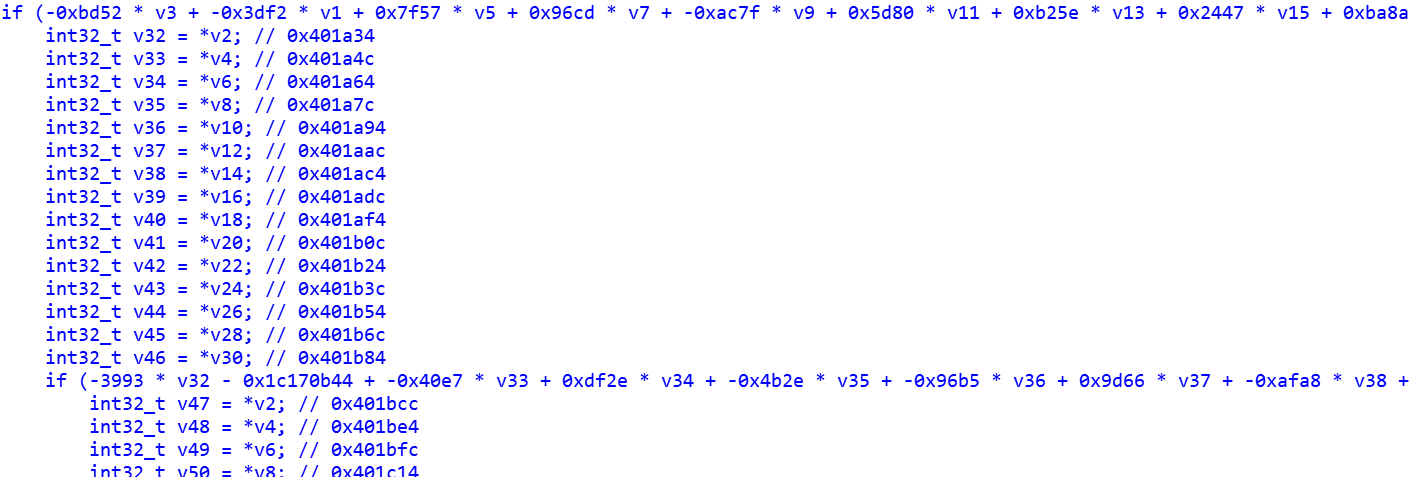 if (-0xbd52 * v3 + -0x3df2 * v1 + 0x7f57 * v5 + 0x96cd * v7 + -0xac7f * v9 + 0x5d80 * v11 + 0xb25e * v13 + 0x2447 * v15 + 0xba8a
int32_t v32 = *v2; // 0x401a34
int32_t v33 = *v4; // 0x401a4c
int32_t v34 = *v6; // 0x401a64
int32_t v35 = *v8; // 0x401a7c
int32_t v36 = *v10; // 0x401a94
int32_t v37 = *v12; // 0x401aac
int32_t v38 = *v14; // 0x401ac4
int32_t v39 = *v16; // 0x401adc
int32_t v40 = *v18; // 0x401af4
int32_t v41 = *v20; // 0x401b0c
int32_t v42 = *v22; // 0x401b24
int32_t v43 = *v24; // 0x401b3c
int32_t v44 = *v26; // 0x401b54
int32_t v45 = *v28; // 0x401b6c
int32_t v46 = *v30; // 0x401b84
if (-3993 * v32 - 0x1c170b44 + -0x40e7 * v33 + 0xdf2e * v34 + -0x4b2e * v35 + -0x96b5 * v36 + 0x9d66 * v37 + -0xafa8 * v38 +
int32_t v47 = *v2; // 0x401bcc
int32_t v48 = *v4; // 0x401be4
int32_t v49 = *v6; // 0x401bfc
int32_t v50 = *v8; // 0x401c14